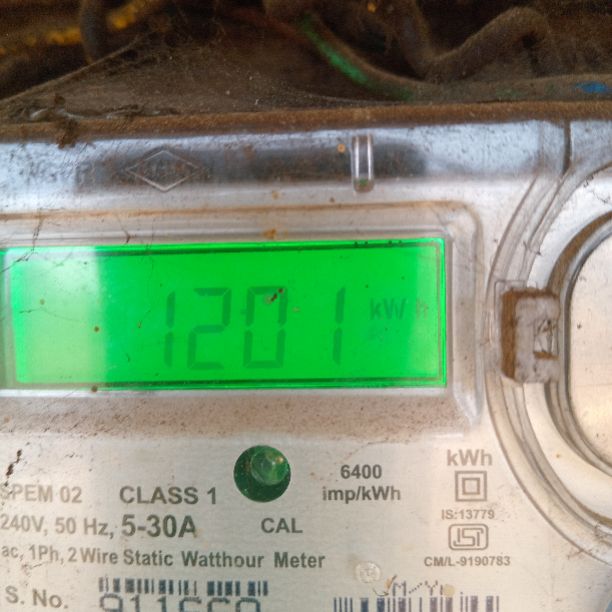 1201 kWh
kWh
6400
imp/kWh
SPEM 02 CLASS 1
240V, 50 Hz, 5-30A CAL
IS:13779
ISI
ac, 1Ph, 2 Wire Static Watthour Meter
CM/L-9190783
S. No.